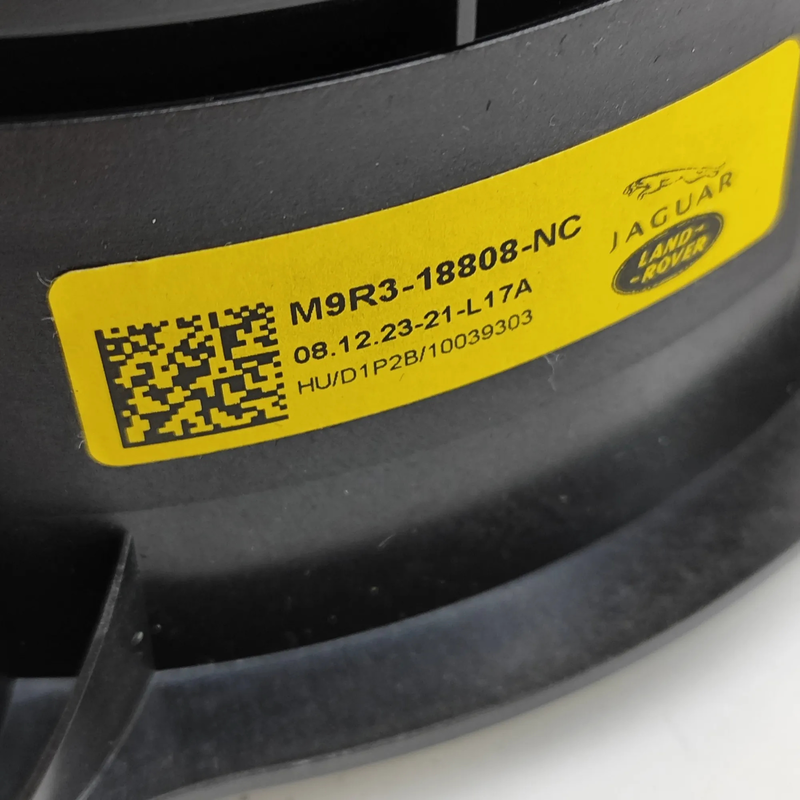 M9R3-18808-NC
08.12.23-21-L17A
HU/D1P2B/10039303
JAGUAR
LAND-
-ROVER